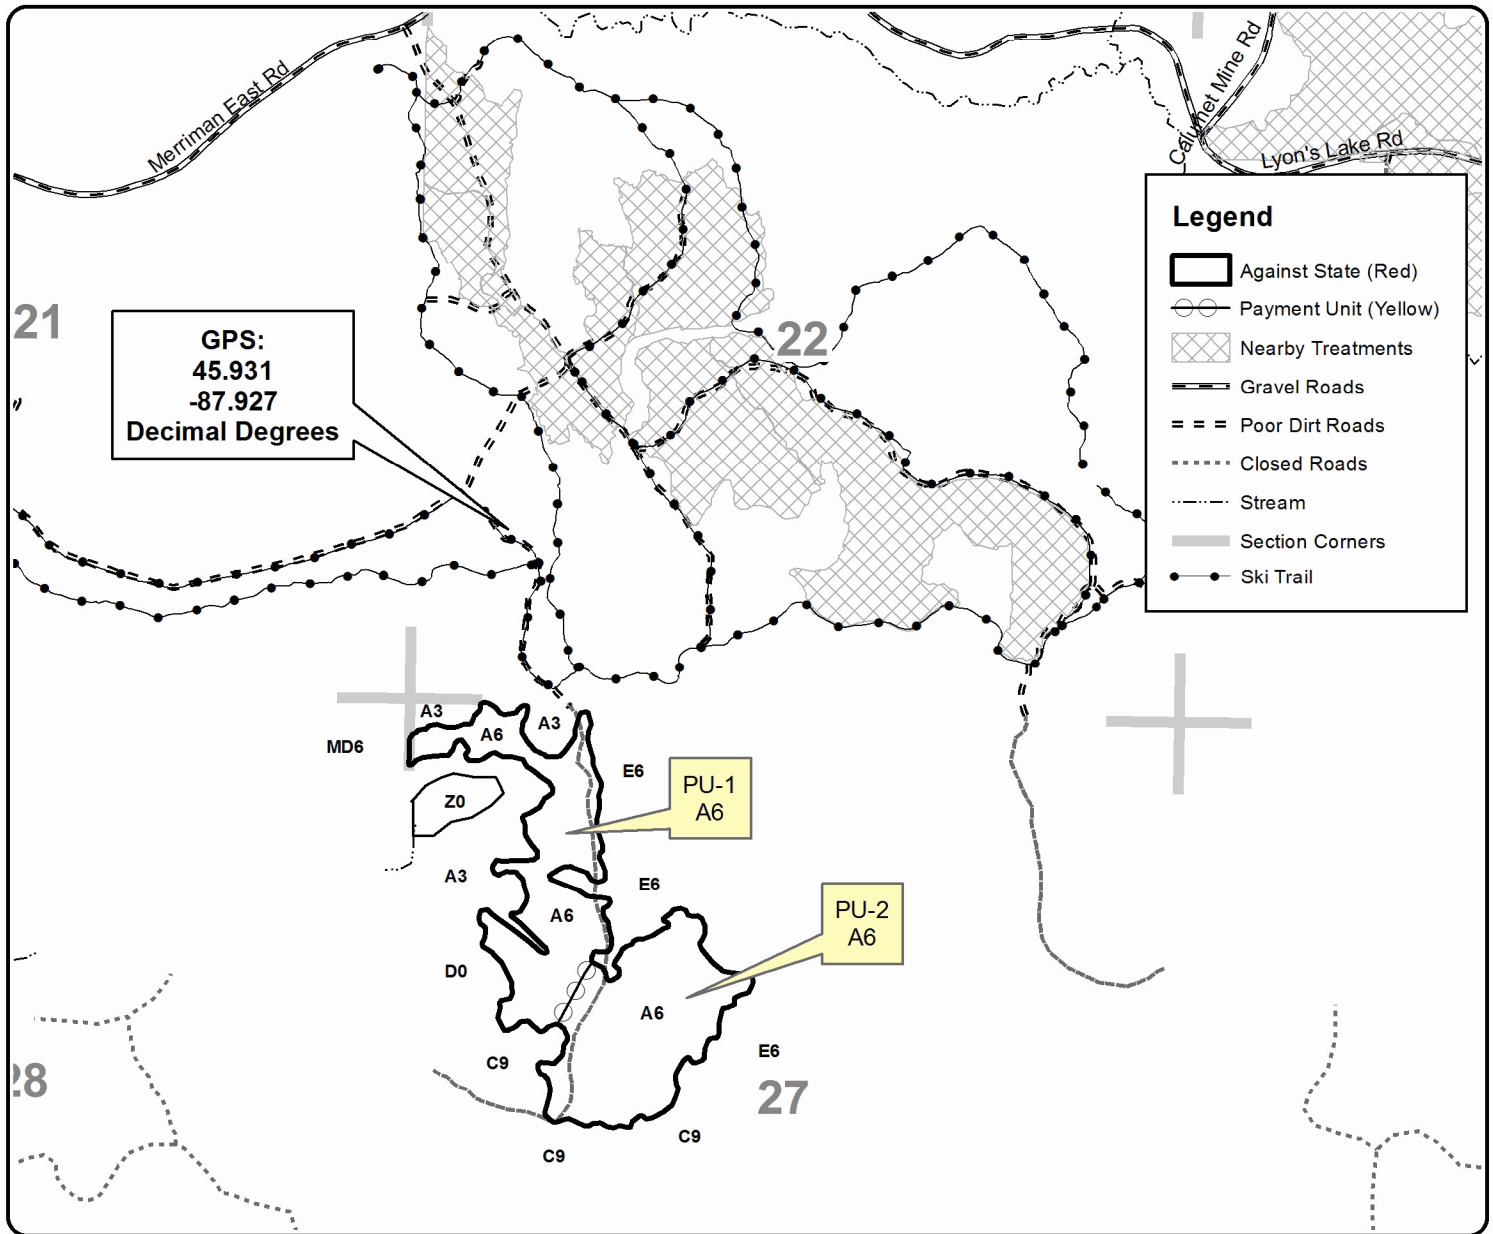 Merriman East Rd
Calumet Mine Rd
Lyon's Lake Rd
Legend
Against State (Red)
Payment Unit (Yellow)
Nearby Treatments
Gravel Roads
Poor Dirt Roads
Closed Roads
Stream
Section Corners
Ski Trail
21
22
GPS:
45.931
-87.927
Decimal Degrees
A3
A6
A3
MD6
E6
PU-1
A6
Z0
A3
E6
A6
PU-2
A6
D0
A6
E6
C9
28
27
C9
C9